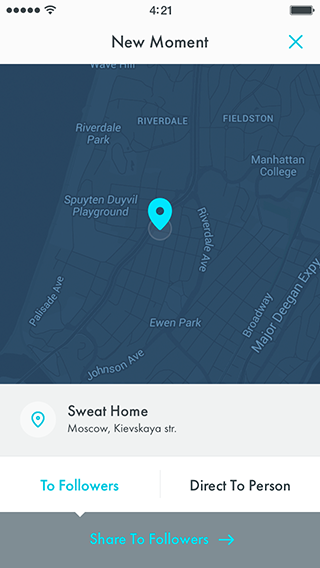 4:21
New Moment
Wave Hill
Riverdale
Park
RIVERDALE
FIELDSTON
Manhattan
College
Spuyten Duyvil
Playground
Riverdale Ave
Palisade Ave
Ewen Park
Broadway
Major Deegan Expy
Johnson Ave
Sweat Home
Moscow, Kievskaya str.
To Followers
Direct To Person
Share To Followers →